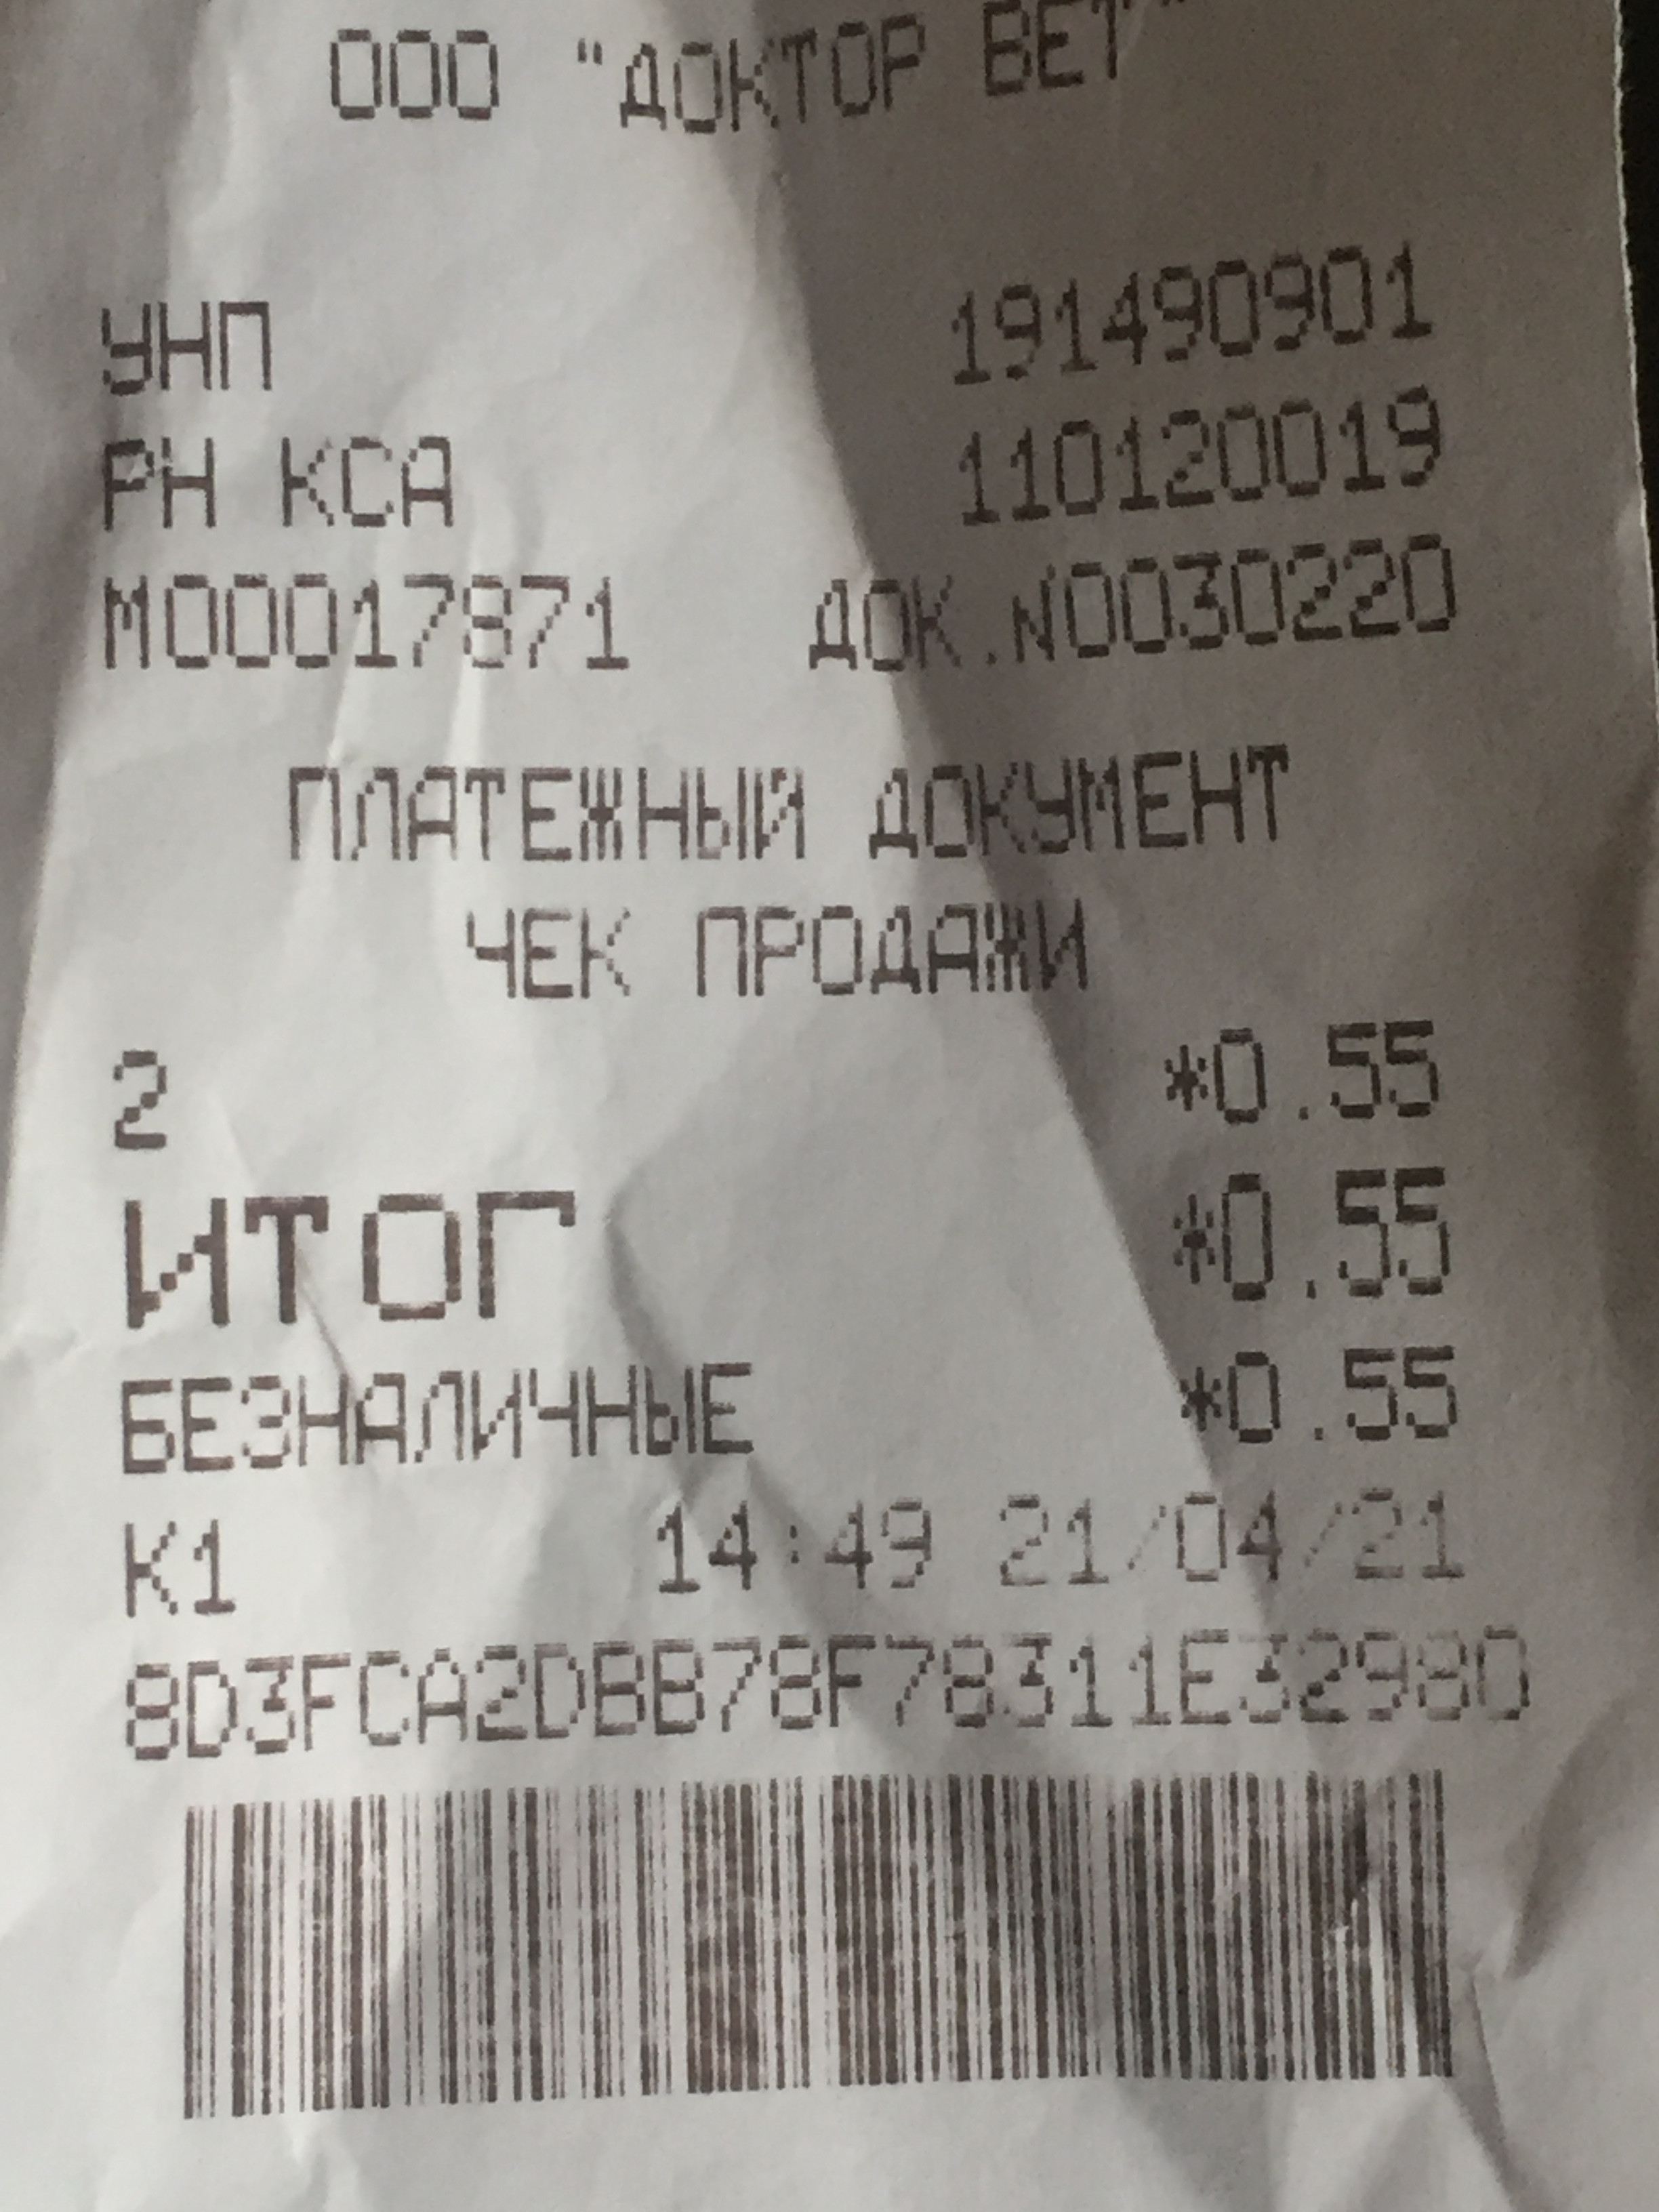 ООО "ДОКТОР ВЕТ"
УНП 191490901
РН КСА 110120019
М00017871 ДОК.N0030220
ПЛАТЕЖНЫЙ ДОКУМЕНТ
ЧЕК ПРОДАЖИ
2 *0.55
ИТОГ *0.55
БЕЗНАЛИЧНЫЕ *0.55
К1 14:49 21/04/21
8D3FCA2DBB78F78311E32980